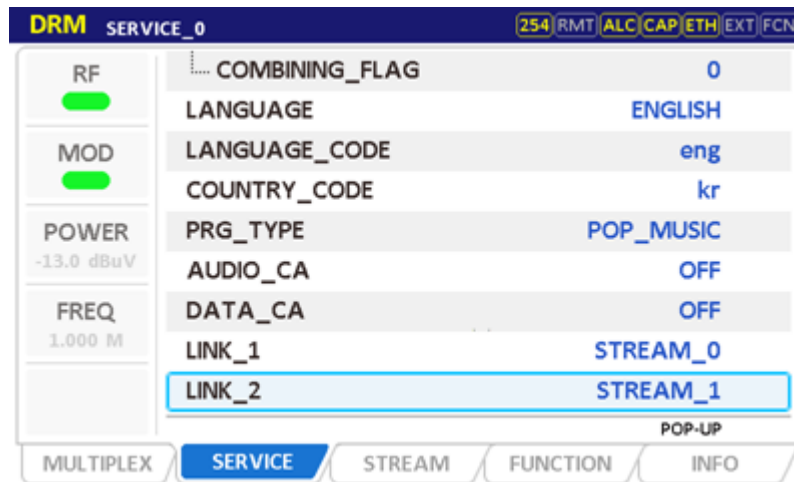 DRM SERVICE_0 254 RMT ALC CAP ETH EXT FCN
RF
MOD
POWER
-13.0 dBuV
FREQ
1.000 M
COMBINING_FLAG 0
LANGUAGE ENGLISH
LANGUAGE_CODE eng
COUNTRY_CODE kr
PRG_TYPE POP_MUSIC
AUDIO_CA OFF
DATA_CA OFF
LINK_1 STREAM_0
LINK_2 STREAM_1
POP-UP
MULTIPLEX SERVICE STREAM FUNCTION INFO